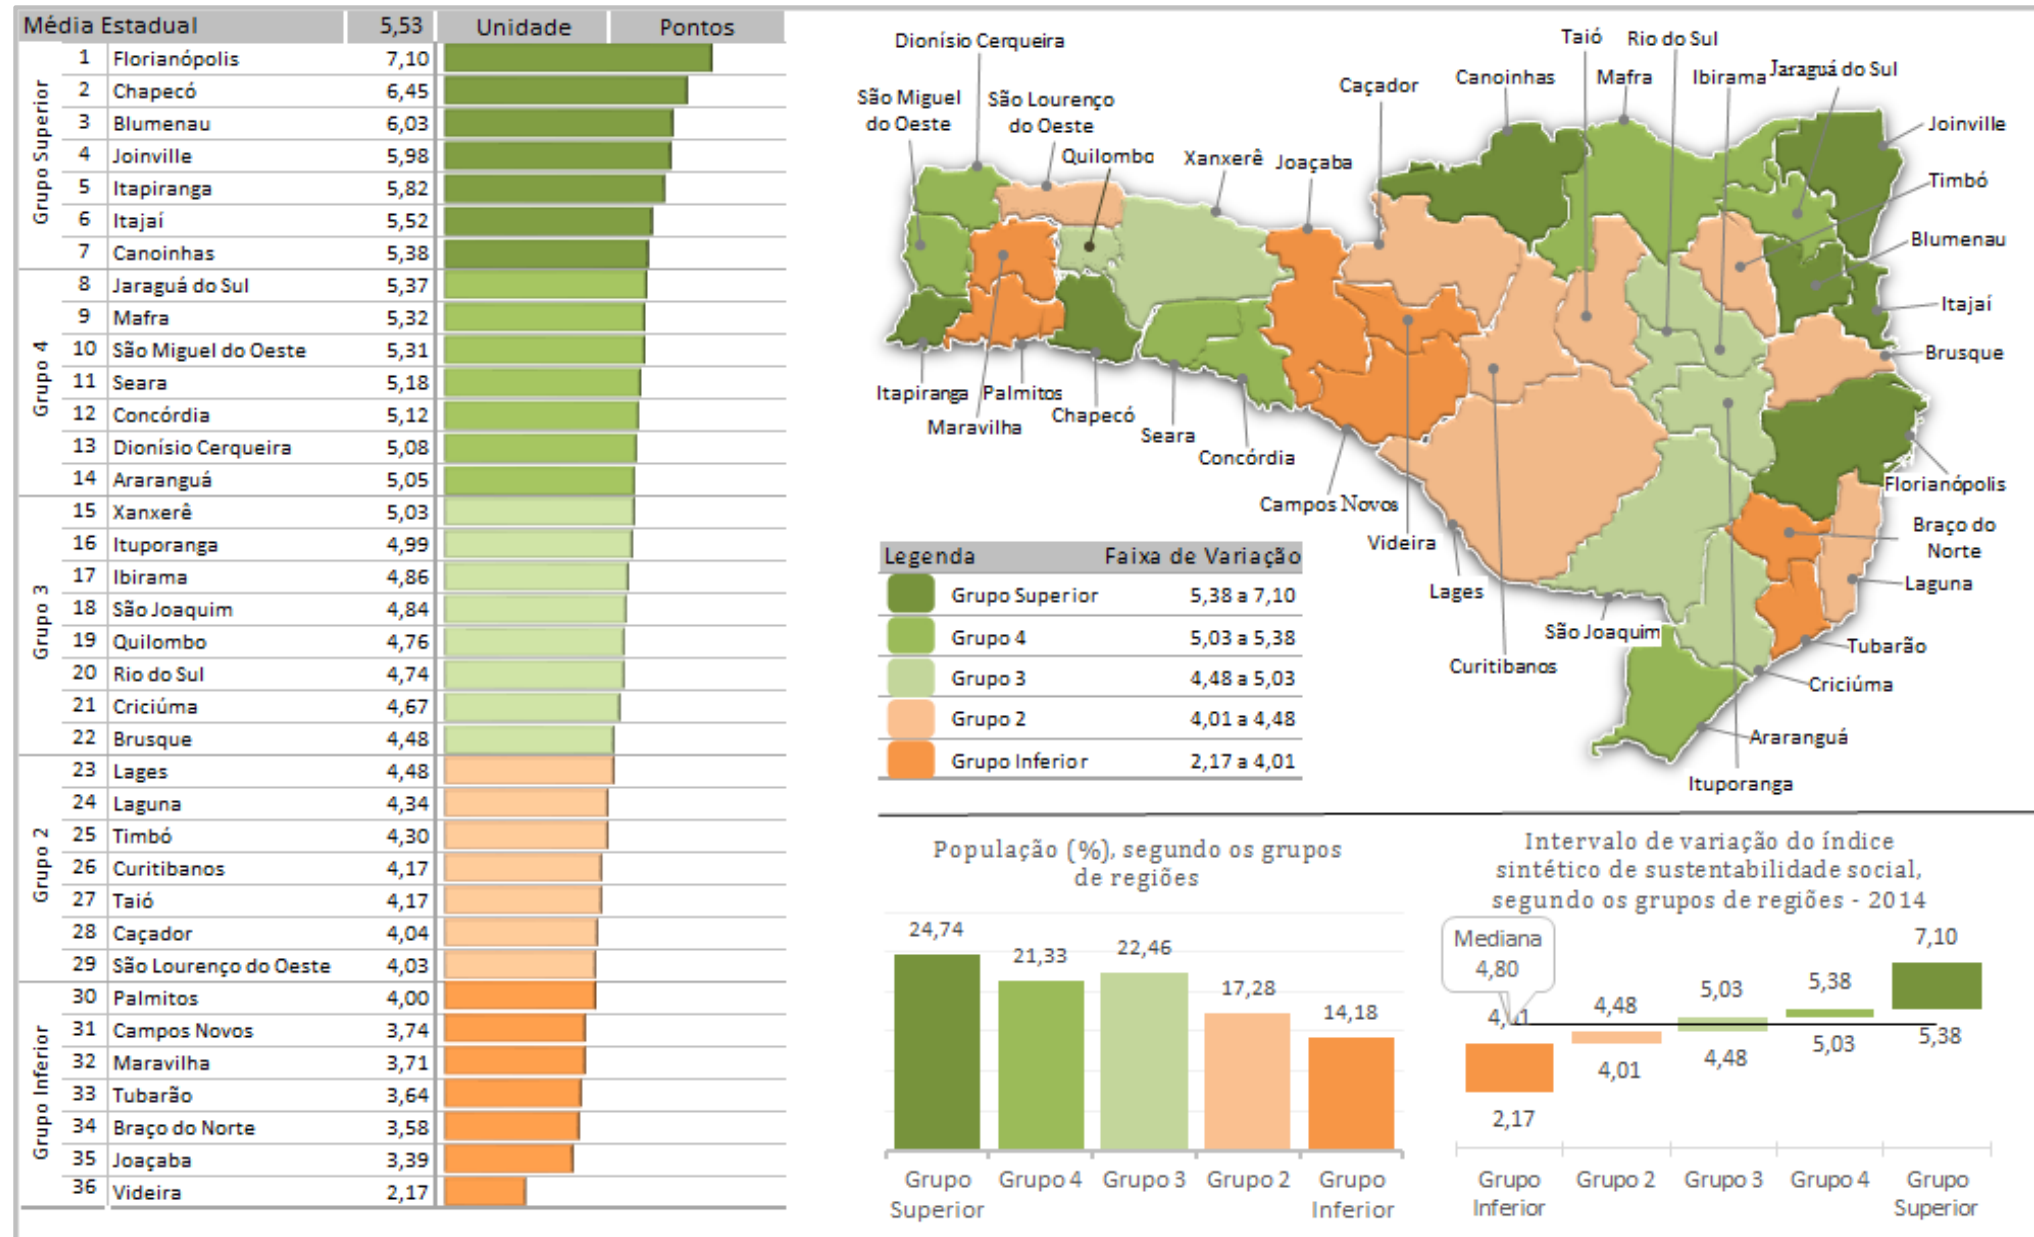 Média Estadual 5,53 Unidade Pontos
Grupo Superior
1 Florianópolis 7,10
2 Chapecó 6,45
3 Blumenau 6,03
4 Joinville 5,98
5 Itapiranga 5,82
6 Itajaí 5,52
7 Canoinhas 5,38
Grupo 4
8 Jaraguá do Sul 5,37
9 Mafra 5,32
10 São Miguel do Oeste 5,31
11 Seara 5,18
12 Concórdia 5,12
13 Dionísio Cerqueira 5,08
14 Araranguá 5,05
Grupo 3
15 Xanxerê 5,03
16 Ituporanga 4,99
17 Ibirama 4,86
18 São Joaquim 4,84
19 Quilombo 4,76
20 Rio do Sul 4,74
21 Criciúma 4,67
22 Brusque 4,48
Grupo 2
23 Lages 4,48
24 Laguna 4,34
25 Timbó 4,30
26 Curitibanos 4,17
27 Taió 4,17
28 Caçador 4,04
29 São Lourenço do Oeste 4,03
Grupo Inferior
30 Palmitos 4,00
31 Campos Novos 3,74
32 Maravilha 3,71
33 Tubarão 3,64
34 Braço do Norte 3,58
35 Joaçaba 3,39
36 Videira 2,17
Dionísio Cerqueira
São Miguel
do Oeste
São Lourenço
do Oeste
Quilombo
Xanxerê
Joaçaba
Caçador
Canoinhas
Taió
Mafra
Rio do Sul
Ibirama
Jaraguá do Sul
Joinville
Timbó
Blumenau
Itajaí
Brusque
Florianópolis
Braço do
Norte
Laguna
Tubarão
Criciúma
Araranguá
Ituporanga
Itapiranga
Palmitos
Maravilha
Chapecó
Seara
Concórdia
Campos Novos
Videira
Lages
São Joaquim
Curitibanos
Legenda Faixa de Variação
Grupo Superior 5,38 a 7,10
Grupo 4 5,03 a 5,38
Grupo 3 4,48 a 5,03
Grupo 2 4,01 a 4,48
Grupo Inferior 2,17 a 4,01
População (%), segundo os grupos
de regiões
24,74
21,33
22,46
17,28
14,18
Grupo
Superior
Grupo 4
Grupo 3
Grupo 2
Grupo
Inferior
Intervalo de variação do índice
sintético de sustentabilidade social,
segundo os grupos de regiões - 2014
Mediana
4,80
4,01
2,17
4,48
4,01
5,03
4,48
5,38
5,03
7,10
5,38
Grupo
Inferior
Grupo 2
Grupo 3
Grupo 4
Grupo
Superior